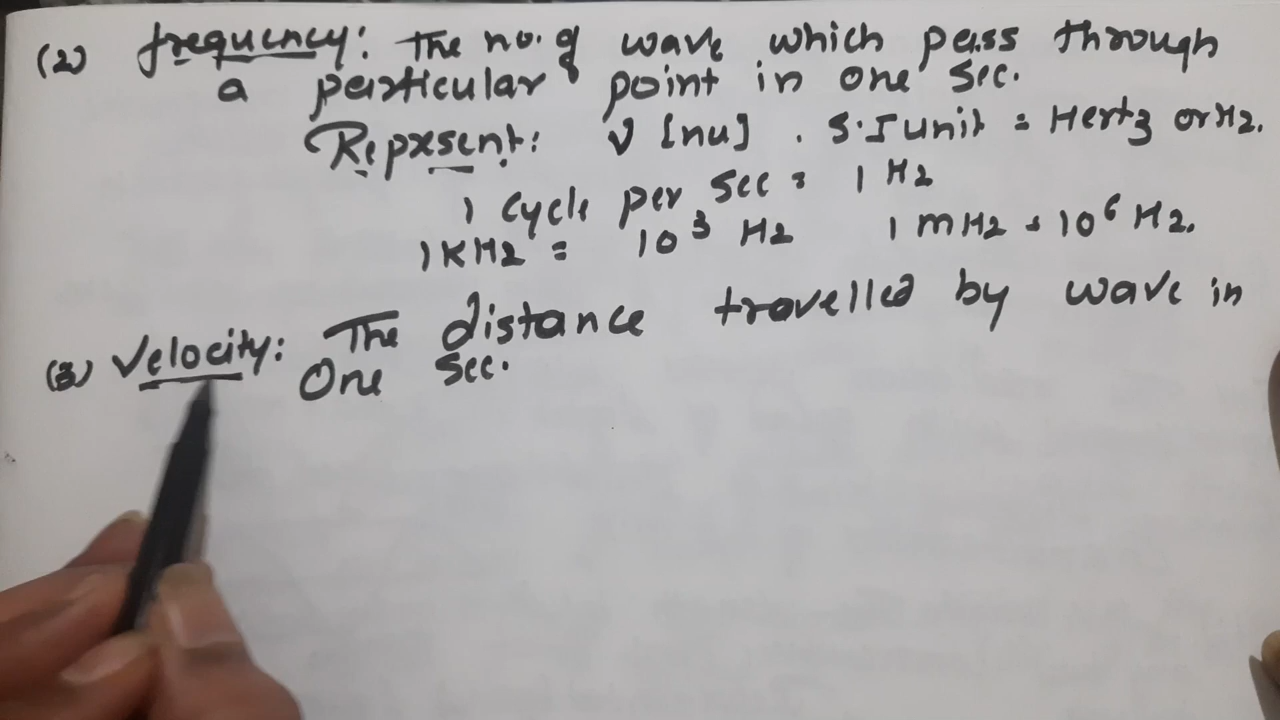 (2) frequency: The no. of wave which pass through
a particular point in one sec.
Represent: ν [nu] . S.I unit = Hertz or Hz.
1 cycle per sec = 1 Hz
1 KHz = 10³ Hz 1 mHz = 10⁶ Hz.
(3) Velocity: The distance travelled by wave in
One sec.